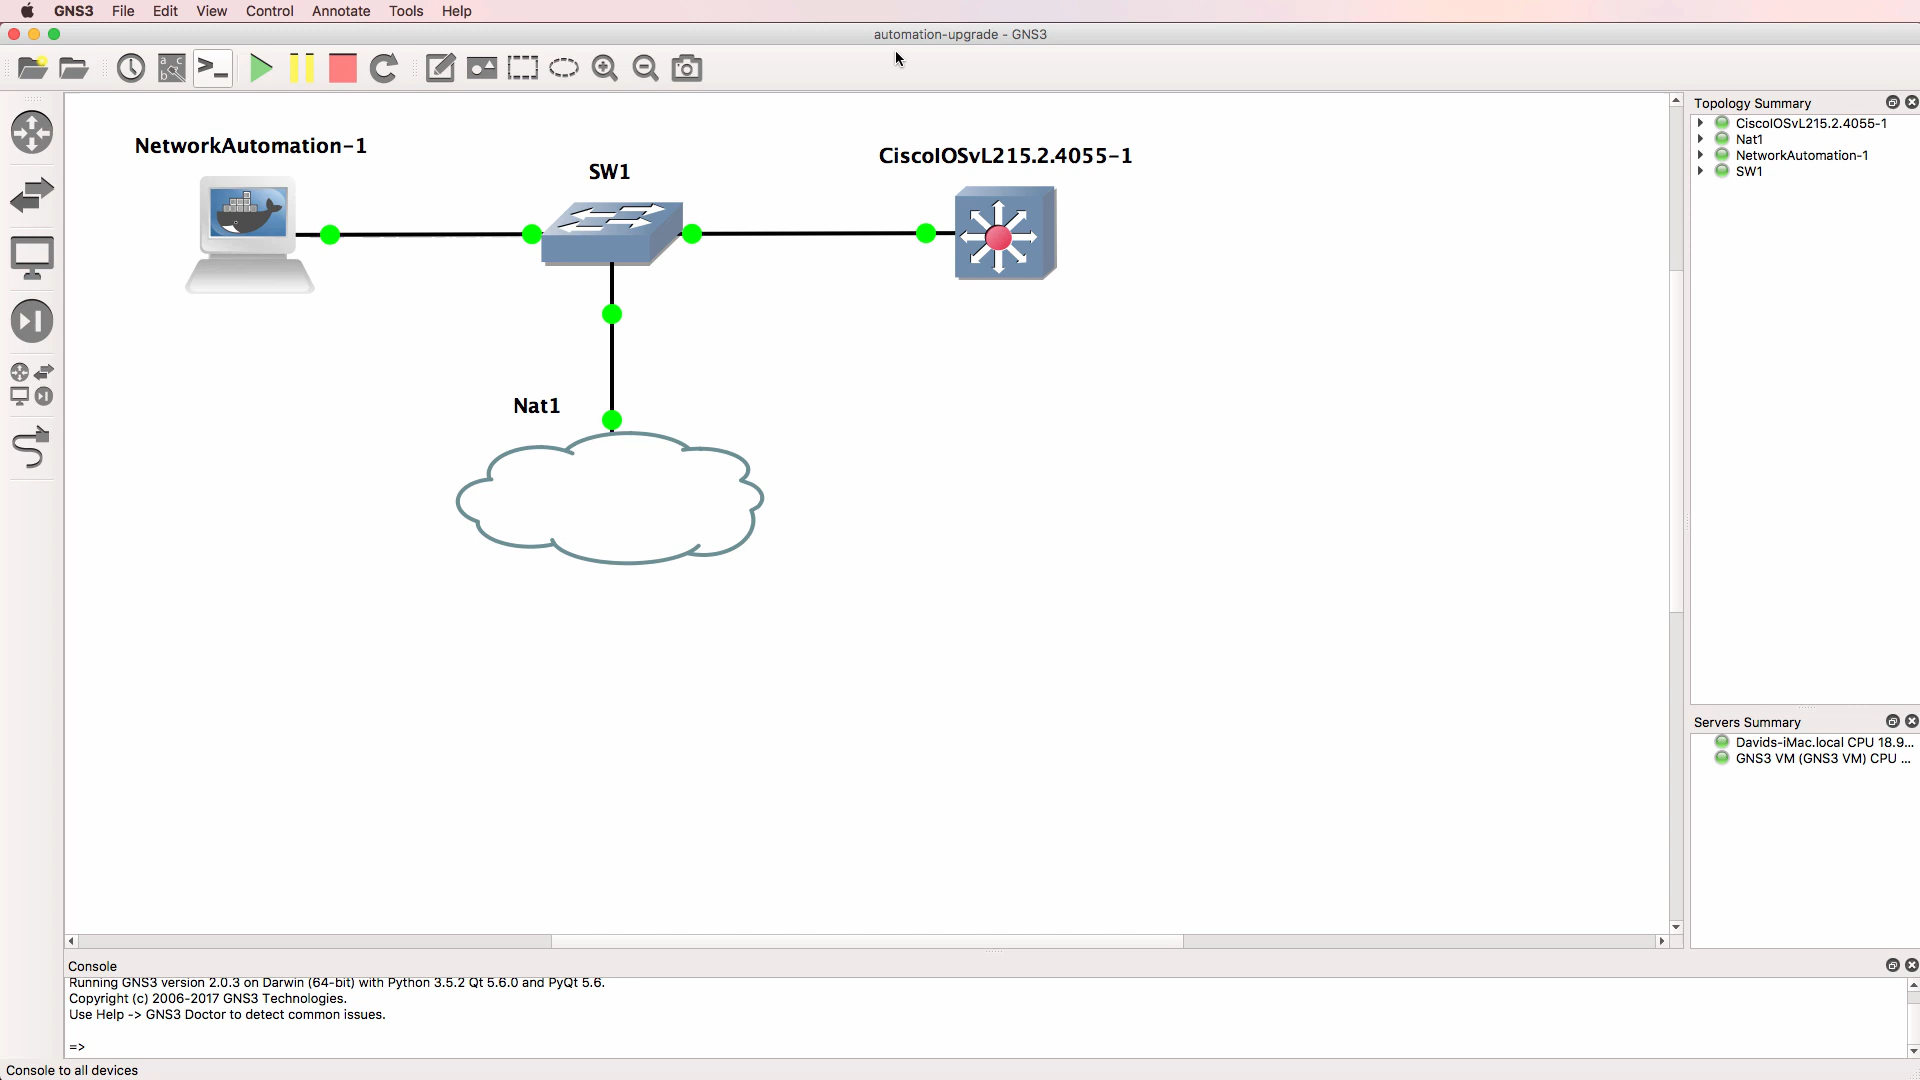 GNS3 File Edit View Control Annotate Tools Help
automation-upgrade - GNS3
a c
b
NetworkAutomation-1
SW1
CiscoIOSvL215.2.4055-1
Nat1
Topology Summary
CiscoIOSvL215.2.4055-1
Nat1
NetworkAutomation-1
SW1
Servers Summary
Davids-iMac.local CPU 18.9...
GNS3 VM (GNS3 VM) CPU ...
Console
Running GNS3 version 2.0.3 on Darwin (64-bit) with Python 3.5.2 Qt 5.6.0 and PyQt 5.6.
Copyright (c) 2006-2017 GNS3 Technologies.
Use Help -> GNS3 Doctor to detect common issues.
=>
Console to all devices